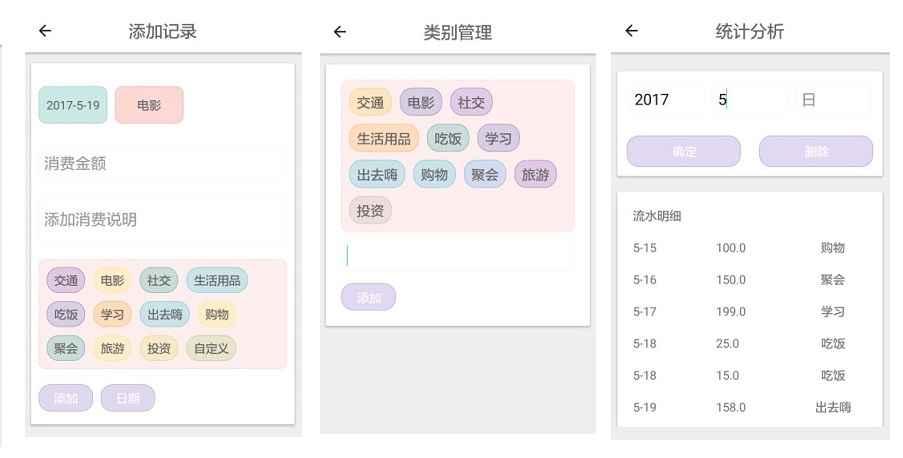 添加记录
2017-5-19 电影
消费金额
添加消费说明
交通 电影 社交 生活用品
吃饭 学习 出去嗨 购物
聚会 旅游 投资 自定义
添加 日期
类别管理
交通 电影 社交
生活用品 吃饭 学习
出去嗨 购物 聚会 旅游
投资
添加
统计分析
2017 5 日
确定 删除
流水明细
5-15 100.0 购物
5-16 150.0 聚会
5-17 199.0 学习
5-18 25.0 吃饭
5-18 15.0 吃饭
5-19 158.0 出去嗨